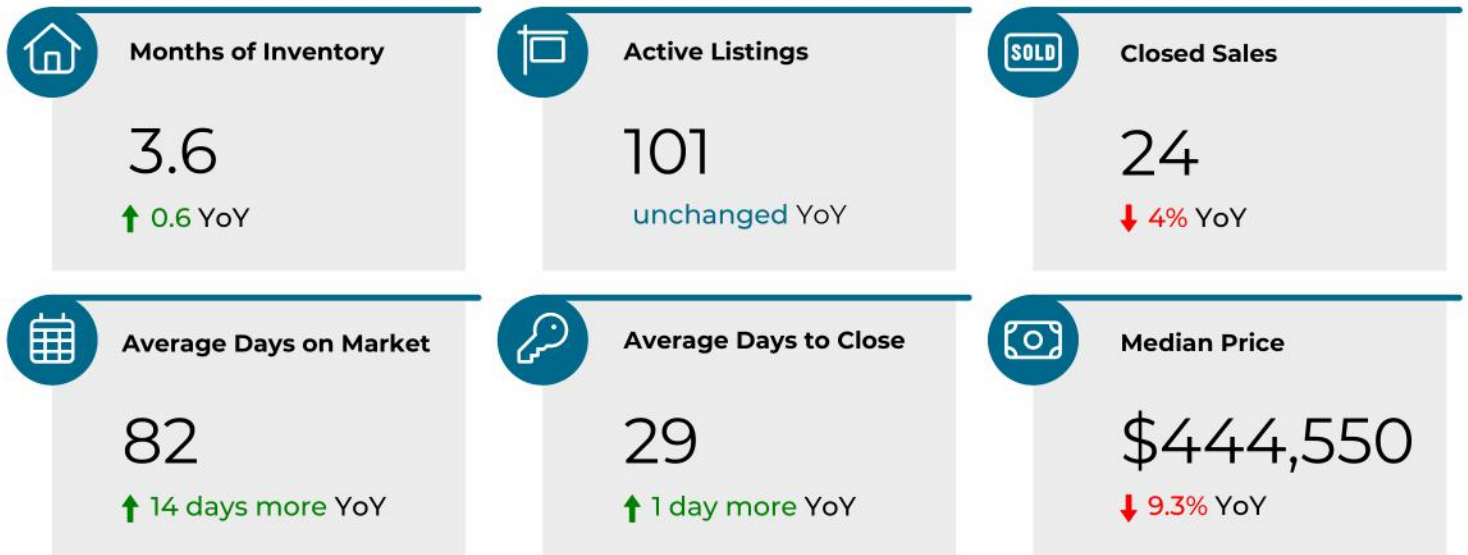 Months of Inventory
3.6
↑ 0.6 YoY
Active Listings
101
unchanged YoY
SOLD
Closed Sales
24
↓ 4% YoY
Average Days on Market
82
↑ 14 days more YoY
Average Days to Close
29
↑ 1 day more YoY
Median Price
$444,550
↓ 9.3% YoY